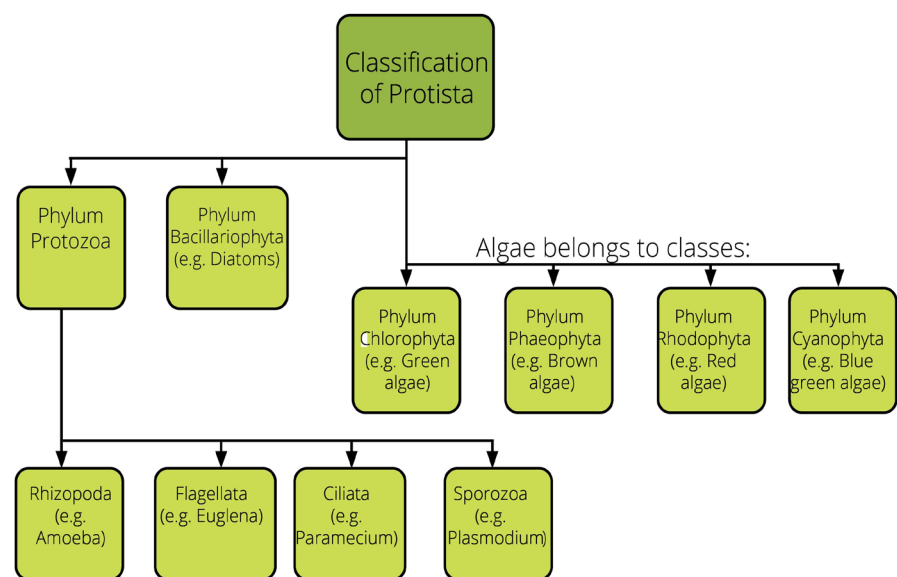 Classification
of Protista
Phylum
Protozoa
Phylum
Bacillariophyta
(e.g. Diatoms)
Algae belongs to classes:
Phylum
Chlorophyta
(e.g. Green
algae)
Phylum
Phaeophyta
(e.g. Brown
algae)
Phylum
Rhodophyta
(e.g. Red
algae)
Phylum
Cyanophyta
(e.g. Blue
green algae)
Rhizopoda
(e.g.
Amoeba)
Flagellata
(e.g. Euglena)
Ciliata
(e.g.
Paramecium)
Sporozoa
(e.g.
Plasmodium)